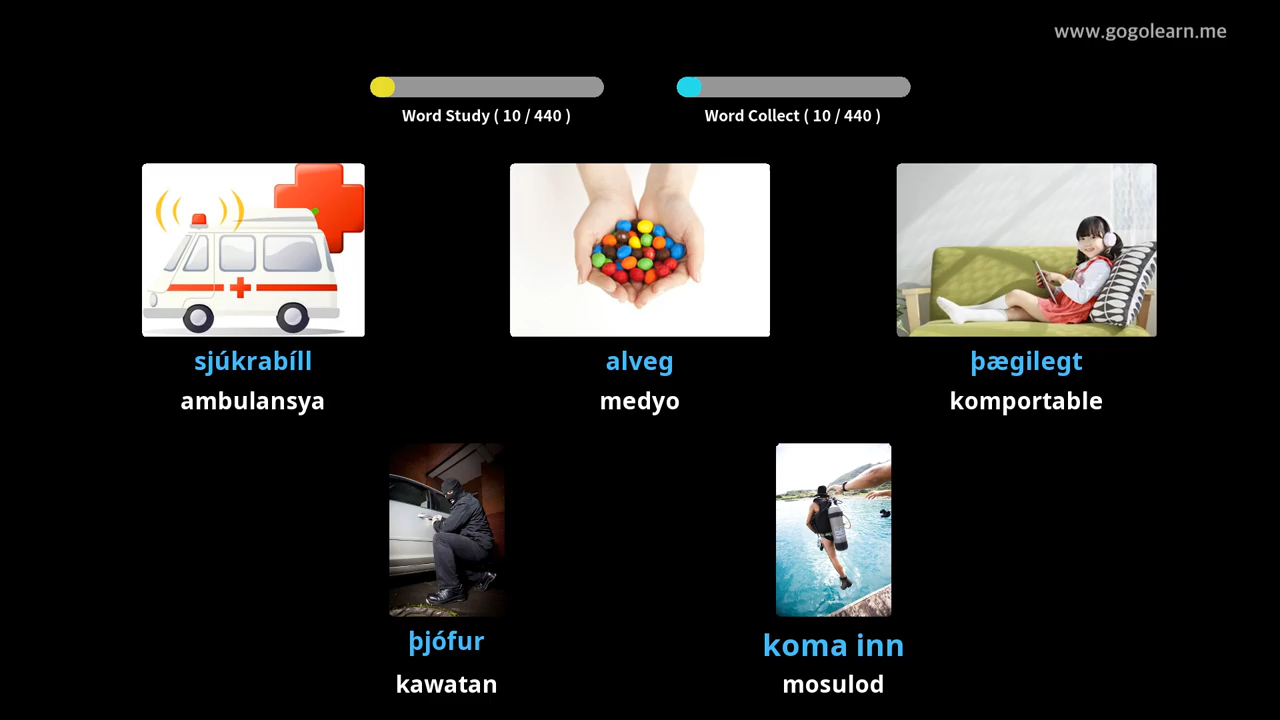 www.gogolearn.me
Word Study ( 10 / 440 )
Word Collect ( 10 / 440 )
sjúkrabíll
ambulansya
alveg
medyo
þægilegt
komportable
þjófur
kawatan
koma inn
mosulod